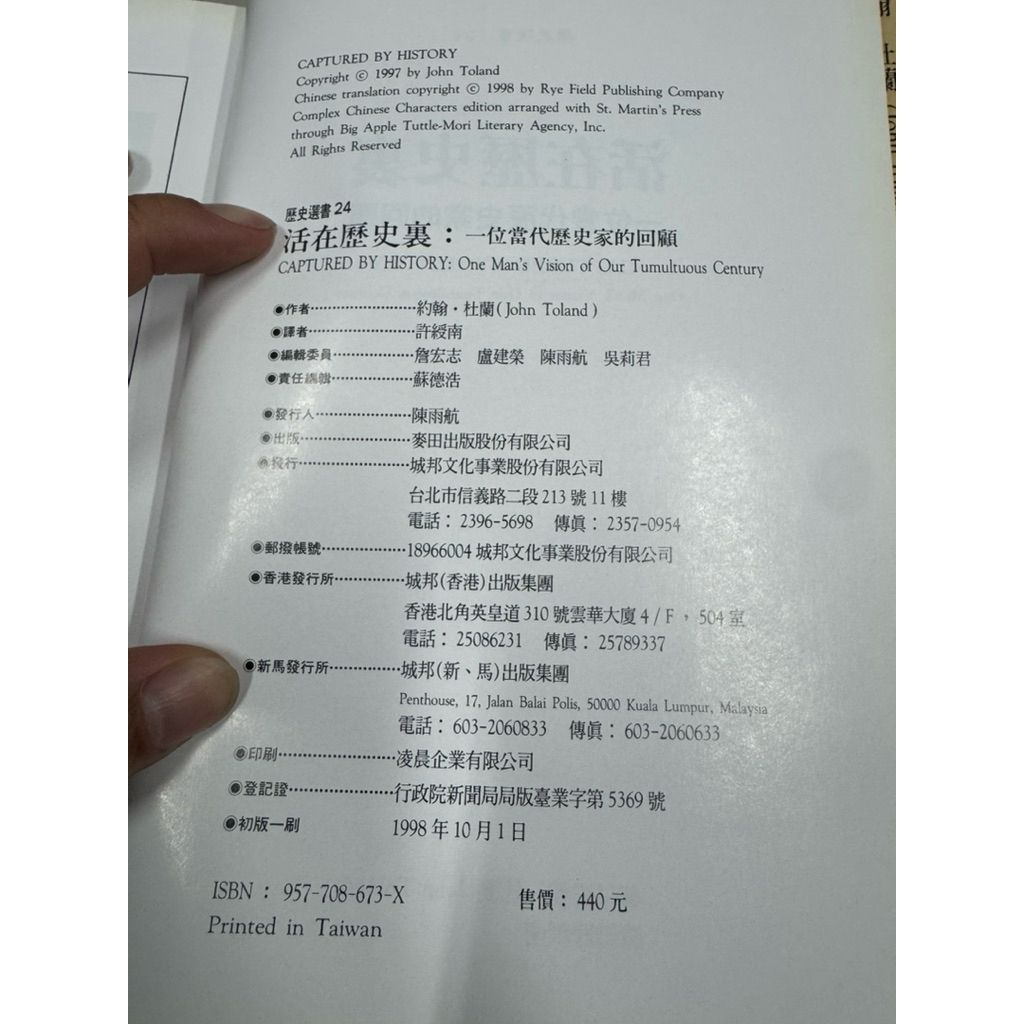 CAPTURED BY HISTORY
Copyright © 1997 by John Toland
Chinese translation copyright © 1998 by Rye Field Publishing Company
Complex Chinese Characters edition arranged with St. Martin's Press
through Big Apple Tuttle-Mori Literary Agency, Inc.
All Rights Reserved
歷史選書 24
活在歷史裏：一位當代歷史家的回顧
CAPTURED BY HISTORY: One Man's Vision of Our Tumultuous Century
◉作者⋯⋯⋯⋯⋯⋯約翰・杜蘭(John Toland)
◉譯者⋯⋯⋯⋯⋯⋯許綬南
◉編輯委員⋯⋯⋯⋯⋯詹宏志 盧建榮 陳雨航 吳莉君
◉責任編輯⋯⋯⋯⋯⋯蘇德浩
◉發行人⋯⋯⋯⋯⋯⋯陳雨航
◉出版⋯⋯⋯⋯⋯⋯麥田出版股份有限公司
◉發行⋯⋯⋯⋯⋯⋯城邦文化事業股份有限公司
台北市信義路二段 213 號 11 樓
電話：2396-5698 傳眞：2357-0954
◉郵撥帳號⋯⋯⋯⋯⋯18966004 城邦文化事業股份有限公司
◉香港發行所⋯⋯⋯⋯城邦(香港)出版集團
香港北角英皇道 310 號雲華大廈 4/F，504 室
電話：25086231 傳眞：25789337
◉新馬發行所⋯⋯⋯⋯城邦(新、馬)出版集團
Penthouse, 17, Jalan Balai Polis, 50000 Kuala Lumpur, Malaysia
電話：603-2060833 傳眞：603-2060633
◉印刷⋯⋯⋯⋯⋯⋯凌晨企業有限公司
◉登記證⋯⋯⋯⋯⋯⋯行政院新聞局局版臺業字第 5369 號
◉初版一刷 1998 年 10 月 1 日
ISBN：957-708-673-X 售價：440 元
Printed in Taiwan